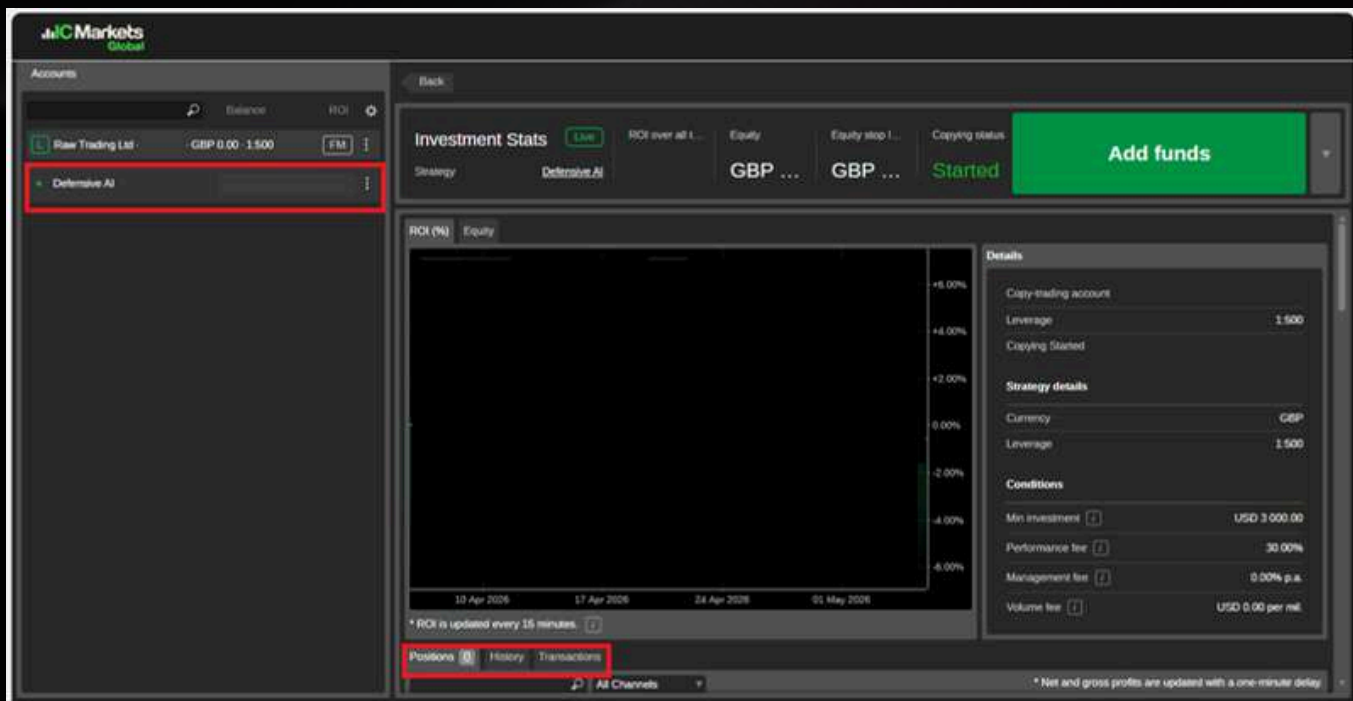 IC Markets
Global
Accounts
Back
Balance
ROI
Raw Trading Ltd
GBP 0.00 · 1:500
FM
Defensive AI
Investment Stats
Live
ROI over all t...
Equity
Equity stop l...
Copying status
Strategy
Defensive AI
GBP ...
GBP ...
Started
Add funds
ROI (%)
Equity
+6.00%
+4.00%
+2.00%
0.00%
-2.00%
-4.00%
-6.00%
10 Apr 2026
17 Apr 2026
24 Apr 2026
01 May 2026
* ROI is updated every 15 minutes.
Details
Copy-trading account
Leverage 1:500
Copying Started
Strategy details
Currency GBP
Leverage 1:500
Conditions
Min investment USD 3 000.00
Performance fee 30.00%
Management fee 0.00% p.a.
Volume fee USD 0.00 per mil.
Positions 0 History Transactions
All Channels
* Net and gross profits are updated with a one-minute delay